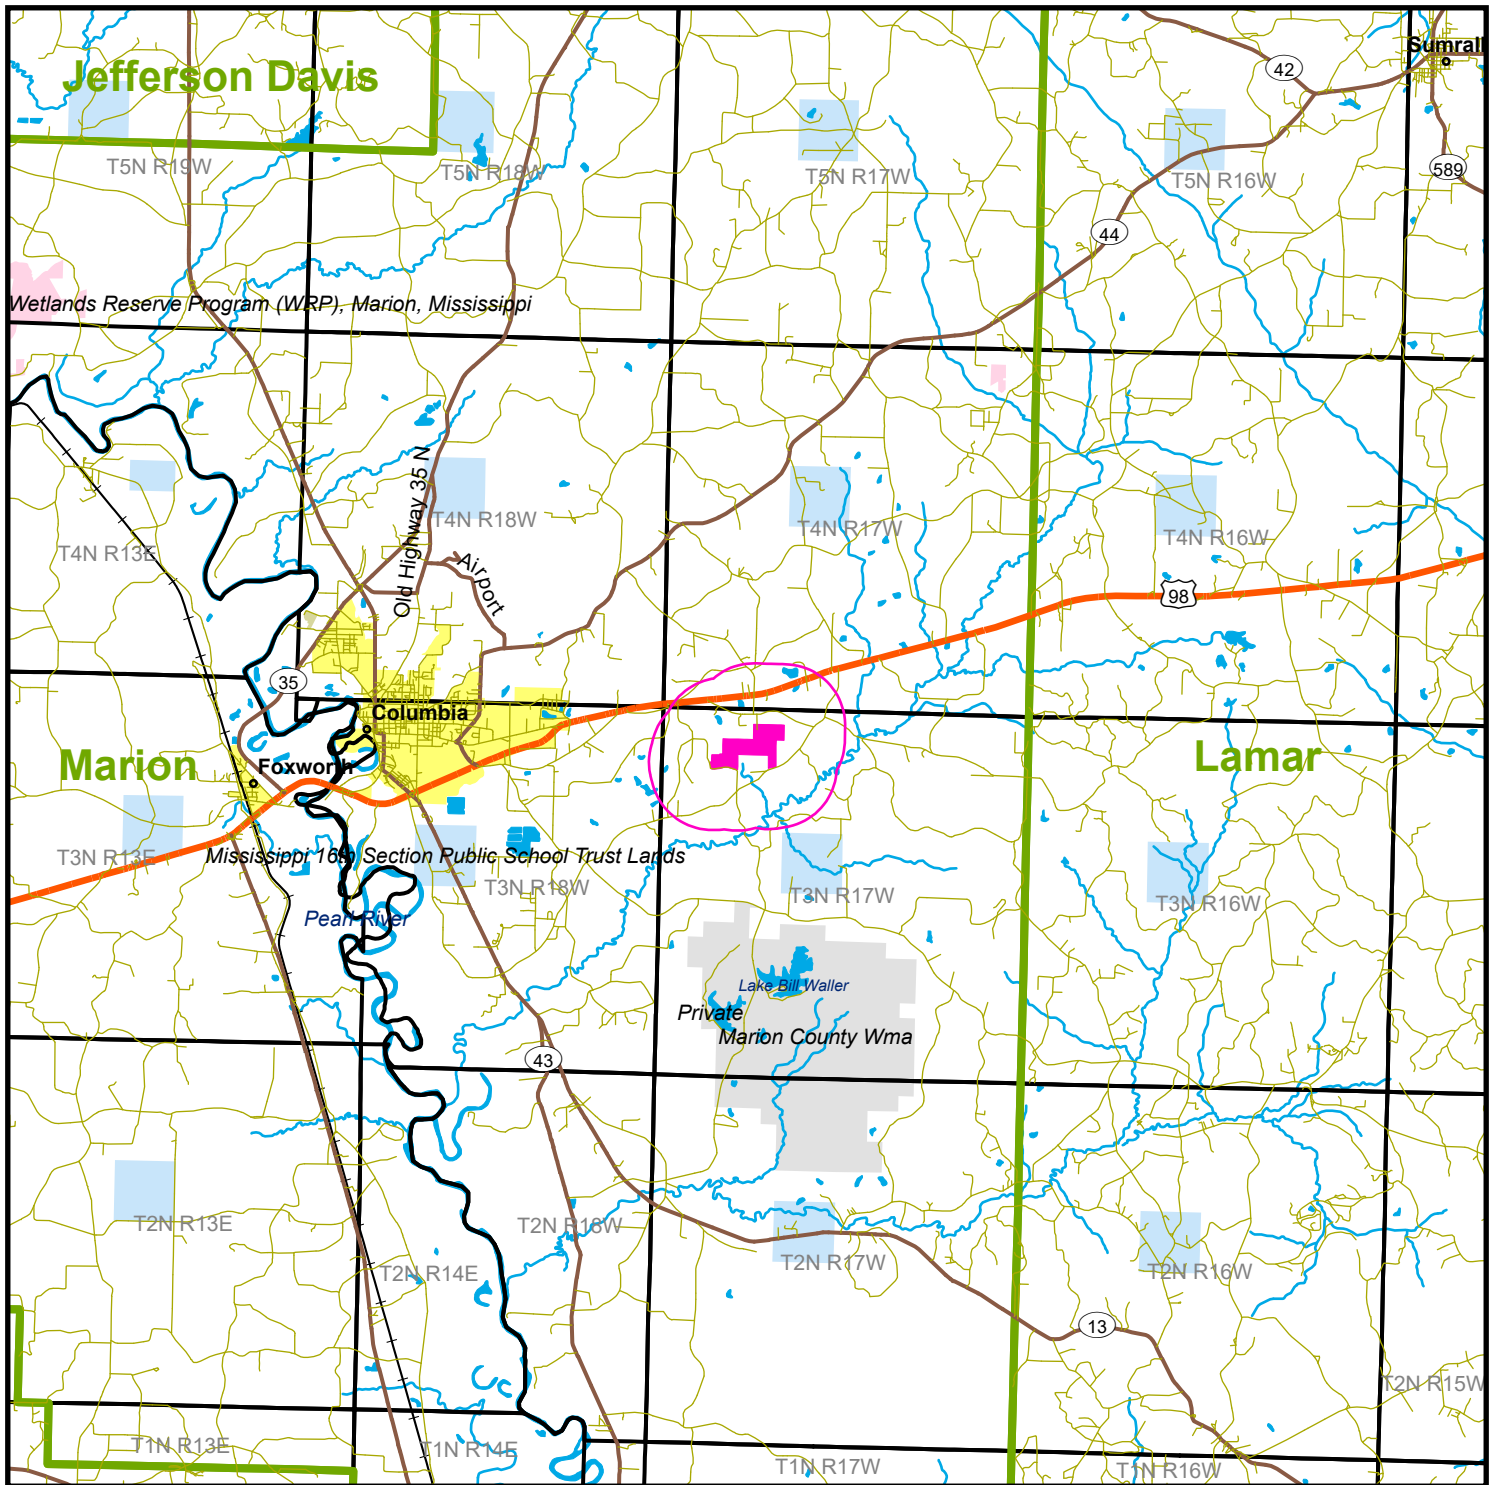 Sumrall
42
Jefferson Davis
T5N R19W
T5N R18W
T5N R17W
T5N R16W
589
44
Wetlands Reserve Program (WRP), Marion, Mississippi
Old Highway 35 N
T4N R18W
T4N R17W
T4N R16W
T4N R13E
Airport
98
35
Columbia
Marion
Foxworth
Lamar
T3N R13E
Mississippi 16th Section Public School Trust Lands
T3N R18W
T3N R17W
T3N R16W
Pearl River
Lake Bill Waller
Private
Marion County Wma
43
T2N R13E
T2N R18W
T2N R14E
T2N R17W
T2N R16W
13
T2N R15W
T1N R13E
T1N R14E
T1N R17W
T1N R16W